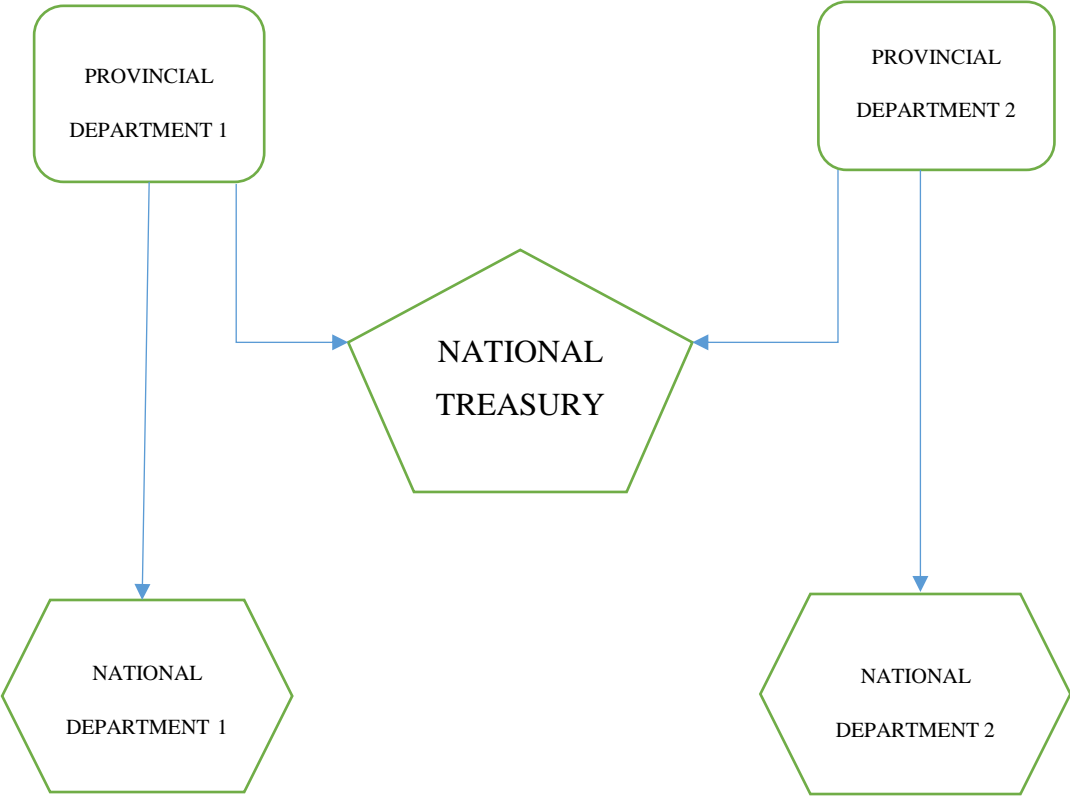 PROVINCIAL
DEPARTMENT 1
PROVINCIAL
DEPARTMENT 2
NATIONAL
TREASURY
NATIONAL
DEPARTMENT 1
NATIONAL
DEPARTMENT 2